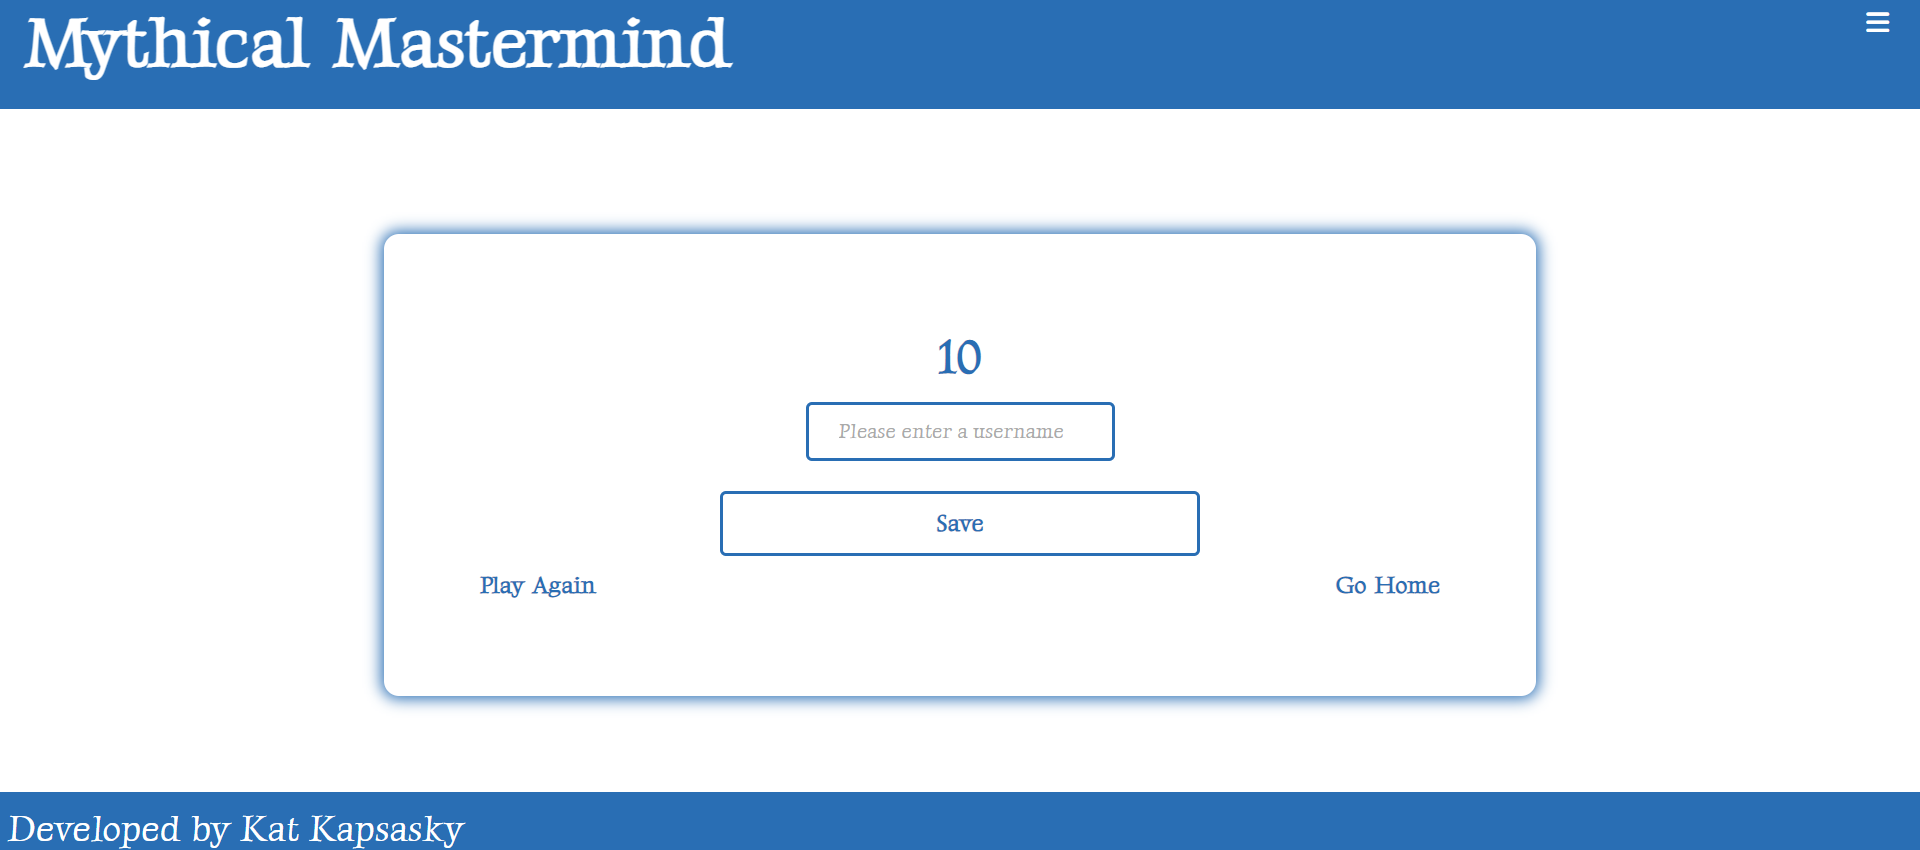 Mythical Mastermind
10
Please enter a username
Save
Play Again
Go Home
Developed by Kat Kapsasky